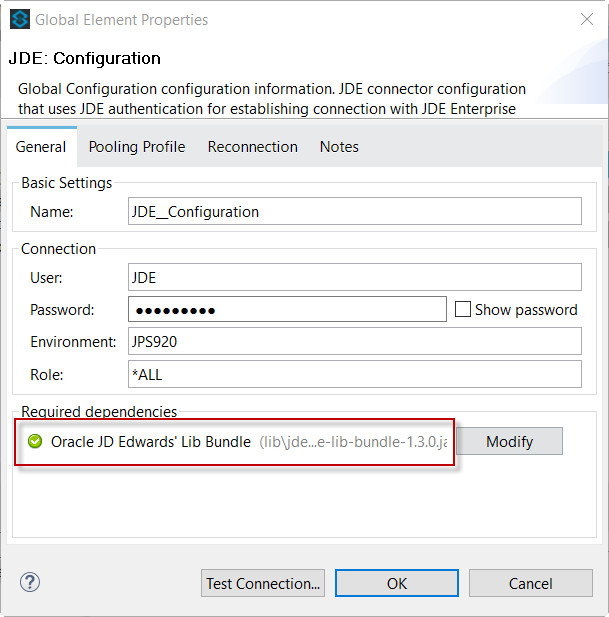 Global Element Properties
JDE: Configuration
Global Configuration configuration information. JDE connector configuration
that uses JDE authentication for establishing connection with JDE Enterprise
General Pooling Profile Reconnection Notes
Basic Settings
Name: JDE__Configuration
Connection
User: JDE
Password: ●●●●●●●●● Show password
Environment: JPS920
Role: *ALL
Required dependencies
Oracle JD Edwards' Lib Bundle (lib\jde...e-lib-bundle-1.3.0.ja Modify
? Test Connection... OK Cancel